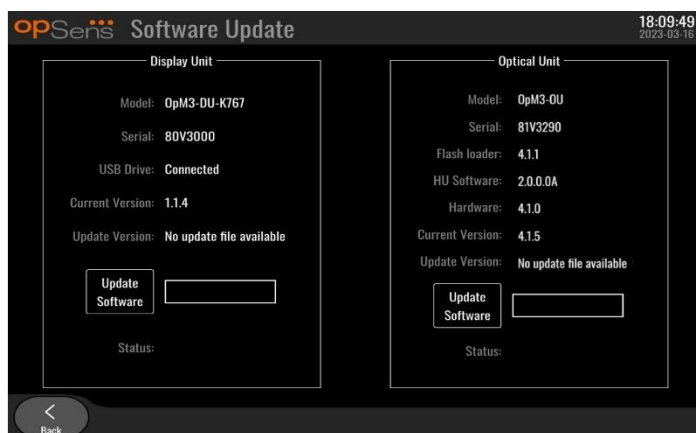 opSens Software Update
18:09:49
2023-03-16
Display Unit
Model: OpM3-DU-K767
Serial: 80V3000
USB Drive: Connected
Current Version: 1.1.4
Update Version: No update file available
Update
Software
Status:
Optical Unit
Model: OpM3-OU
Serial: 81V3290
Flash loader: 4.1.1
HU Software: 2.0.0.0A
Hardware: 4.1.0
Current Version: 4.1.5
Update Version: No update file available
Update
Software
Status:
Back